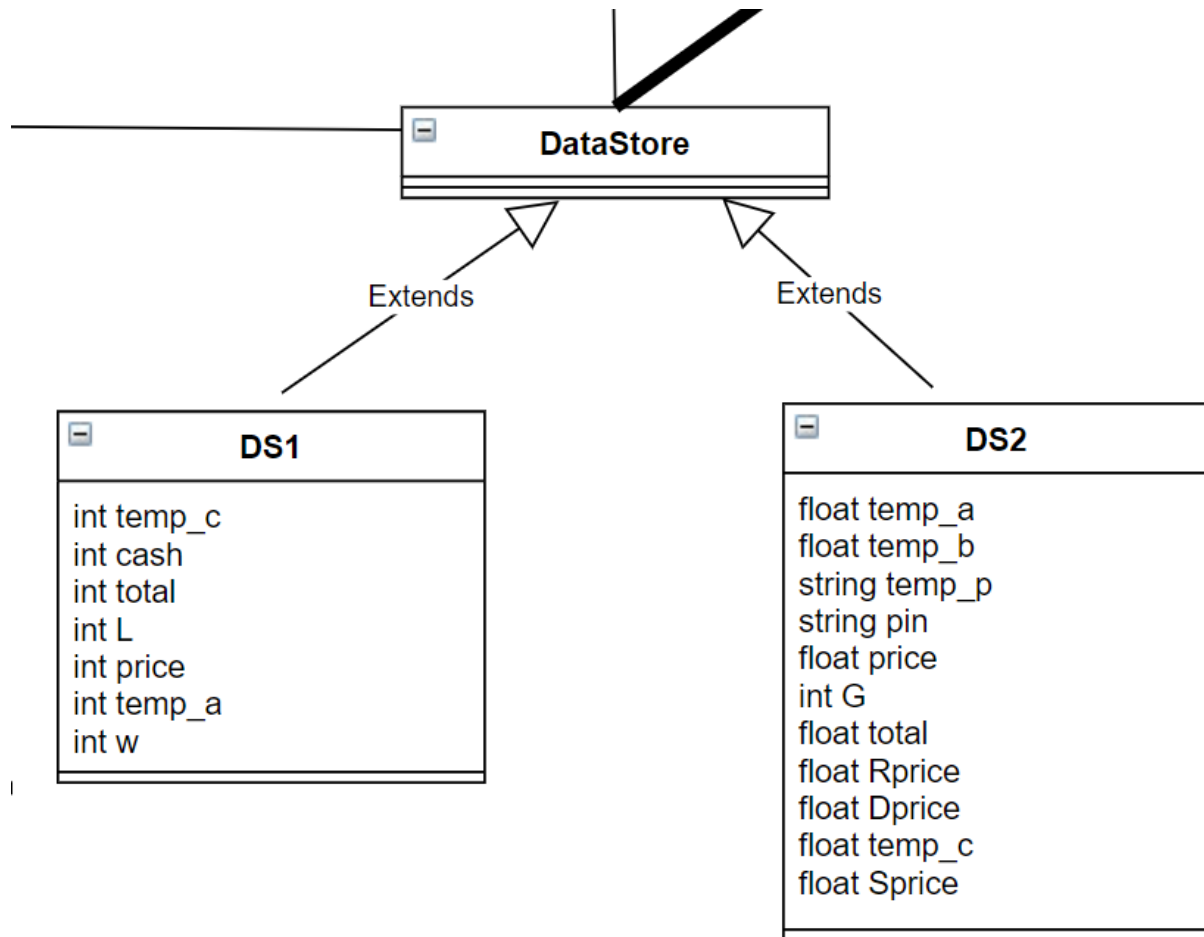 DataStore
Extends
Extends
DS1
int temp_c
int cash
int total
int L
int price
int temp_a
int w
DS2
float temp_a
float temp_b
string temp_p
string pin
float price
int G
float total
float Rprice
float Dprice
float temp_c
float Sprice